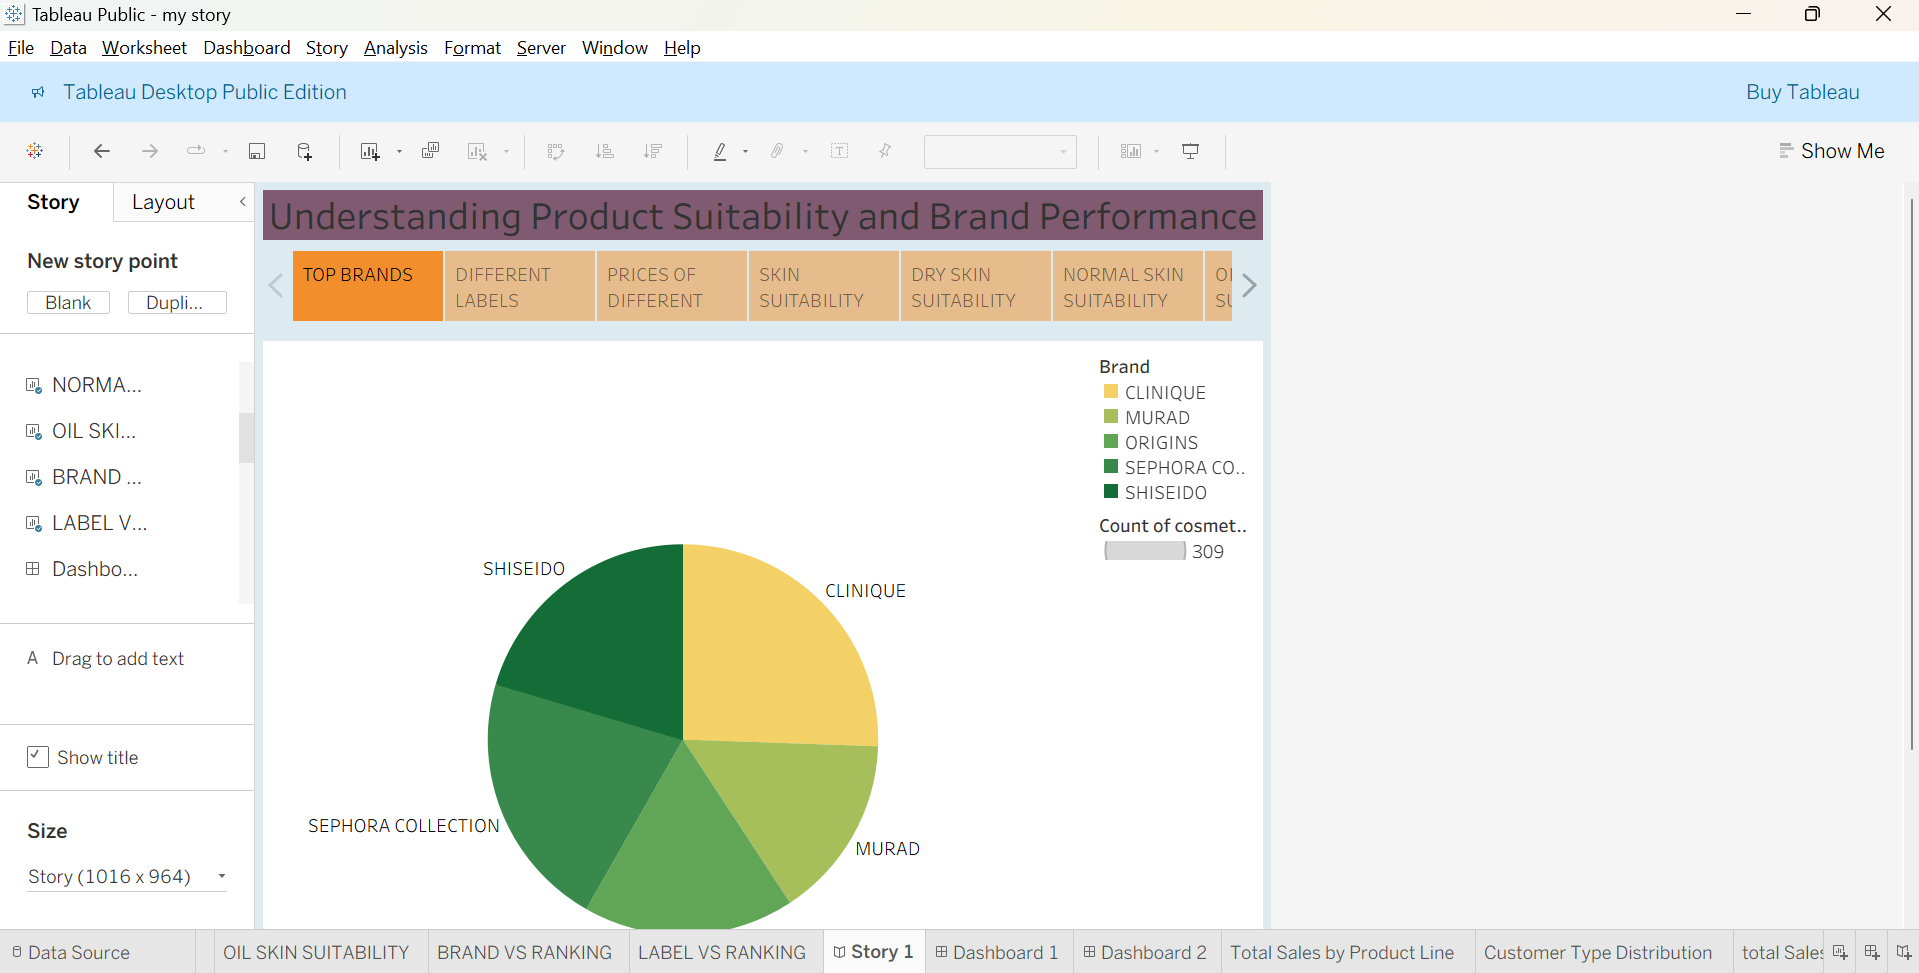 Tableau Public - my story
File Data Worksheet Dashboard Story Analysis Format Server Window Help
Tableau Desktop Public Edition
Buy Tableau
Show Me
Story
Layout
New story point
Blank
Dupli...
NORMA...
OIL SKI...
BRAND ...
LABEL V...
Dashbo...
A Drag to add text
Show title
Size
Story (1016 x 964)
Understanding Product Suitability and Brand Performance
TOP BRANDS
DIFFERENT
LABELS
PRICES OF
DIFFERENT
SKIN
SUITABILITY
DRY SKIN
SUITABILITY
NORMAL SKIN
SUITABILITY
Brand
CLINIQUE
MURAD
ORIGINS
SEPHORA CO..
SHISEIDO
Count of cosmet..
309
SHISEIDO
CLINIQUE
SEPHORA COLLECTION
MURAD
Data Source
OIL SKIN SUITABILITY
BRAND VS RANKING
LABEL VS RANKING
Story 1
Dashboard 1
Dashboard 2
Total Sales by Product Line
Customer Type Distribution
total Sales